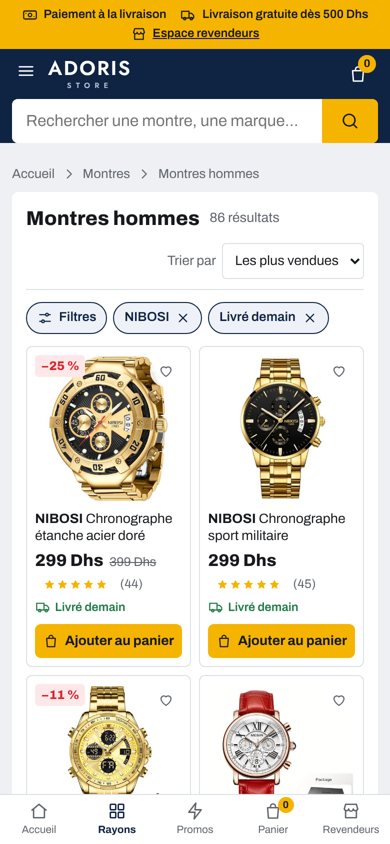 Paiement à la livraison Livraison gratuite dès 500 Dhs
Espace revendeurs
ADORIS
STORE
0
Rechercher une montre, une marque...
Accueil > Montres > Montres hommes
Montres hommes 86 résultats
Trier par Les plus vendues
Filtres NIBOSI × Livré demain ×
−25 %
NIBOSI Chronographe
étanche acier doré
299 Dhs 399 Dhs
(44)
Livré demain
Ajouter au panier
NIBOSI Chronographe
sport militaire
299 Dhs
(45)
Livré demain
Ajouter au panier
−11 %
Package
Accueil Rayons Promos Panier 0 Revendeurs